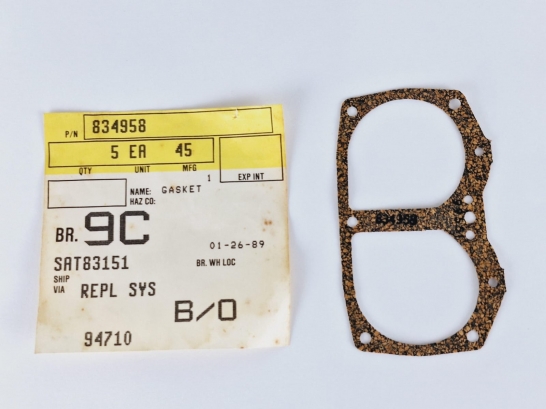 P/N 834958
5 EA 45
QTY UNIT MFG
1 EXP INT
NAME: GASKET
HAZ CO:
BR. 9C
01-26-89
SAT83151 BR. WH LOC
SHIP
VIA REPL SYS
B/O
94710
834958